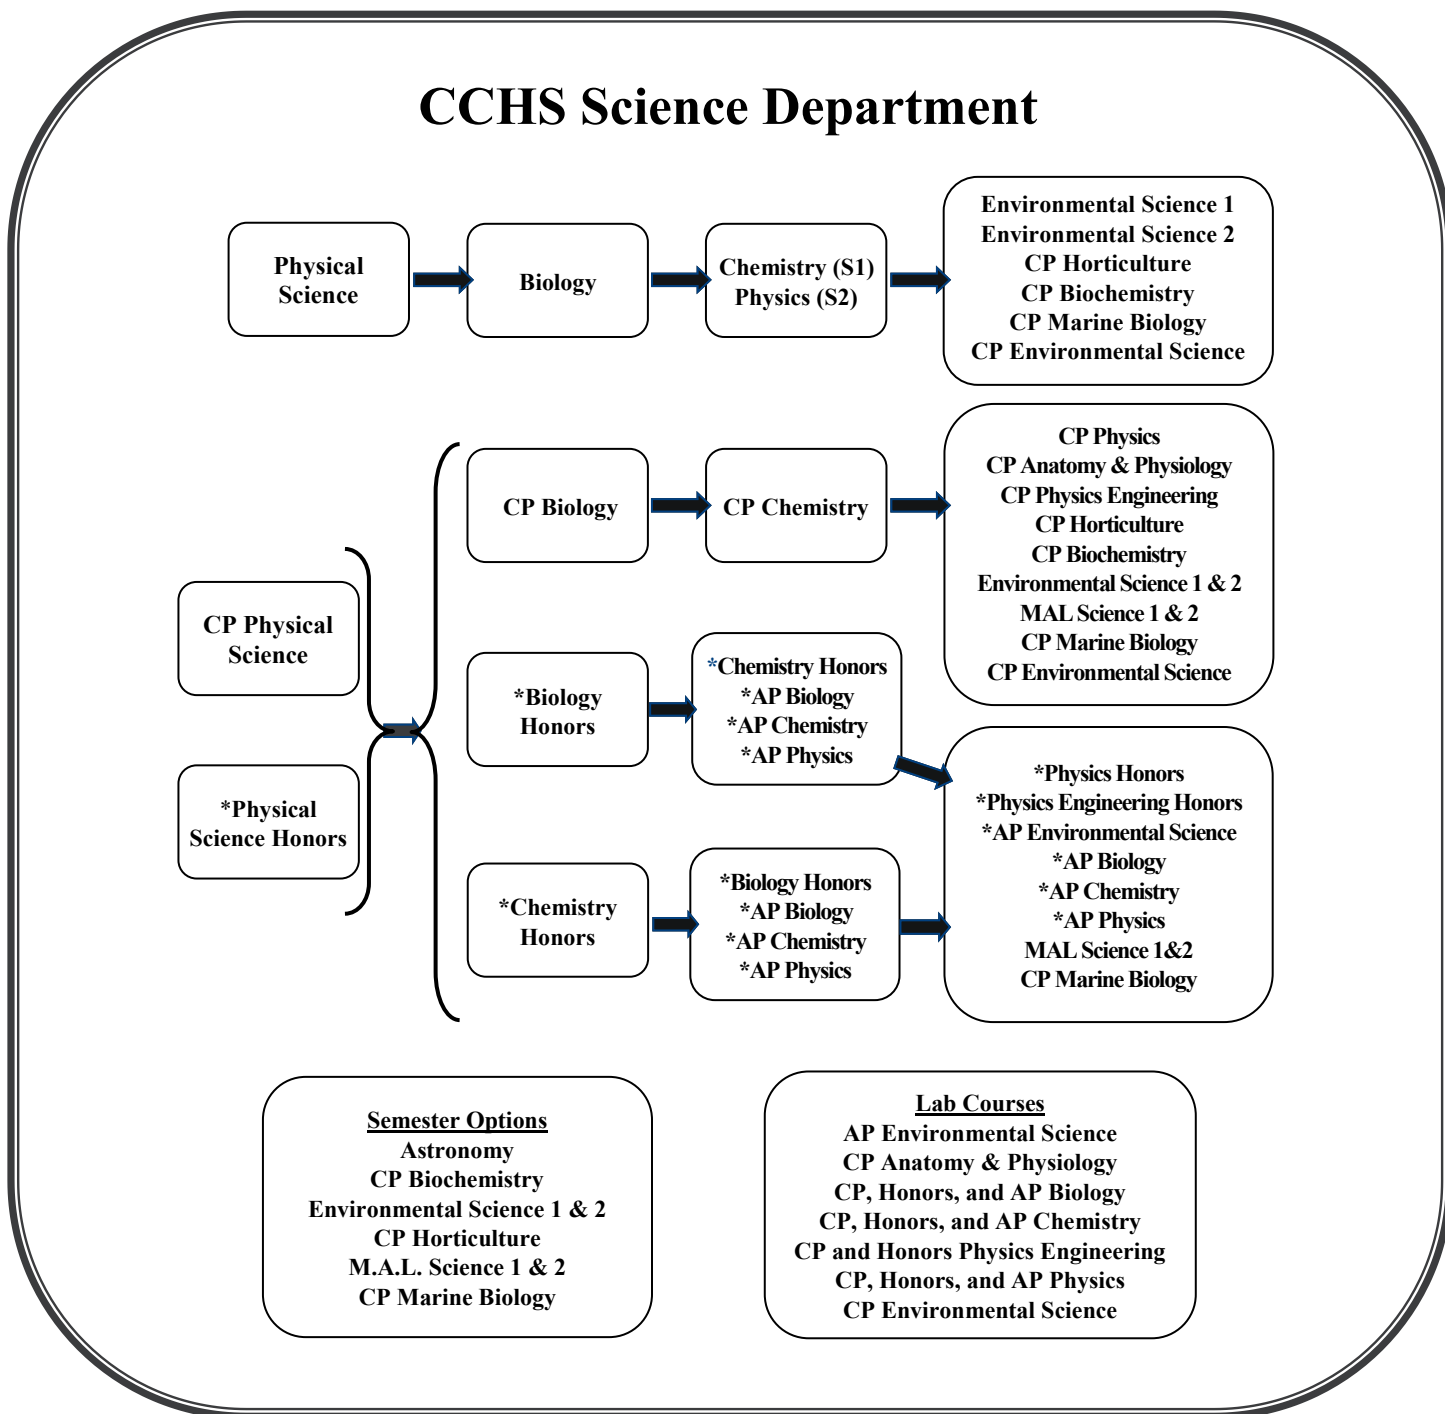 CCHS Science Department
Physical
Science
Biology
Chemistry (S1)
Physics (S2)
Environmental Science 1
Environmental Science 2
CP Horticulture
CP Biochemistry
CP Marine Biology
CP Environmental Science
CP Physical
Science
*Physical
Science Honors
CP Biology
CP Chemistry
CP Physics
CP Anatomy & Physiology
CP Physics Engineering
CP Horticulture
CP Biochemistry
Environmental Science 1 & 2
MAL Science 1 & 2
CP Marine Biology
CP Environmental Science
*Biology
Honors
*Chemistry Honors
*AP Biology
*AP Chemistry
*AP Physics
*Chemistry
Honors
*Biology Honors
*AP Biology
*AP Chemistry
*AP Physics
*Physics Honors
*Physics Engineering Honors
*AP Environmental Science
*AP Biology
*AP Chemistry
*AP Physics
MAL Science 1&2
CP Marine Biology
Semester Options
Astronomy
CP Biochemistry
Environmental Science 1 & 2
CP Horticulture
M.A.L. Science 1 & 2
CP Marine Biology
Lab Courses
AP Environmental Science
CP Anatomy & Physiology
CP, Honors, and AP Biology
CP, Honors, and AP Chemistry
CP and Honors Physics Engineering
CP, Honors, and AP Physics
CP Environmental Science